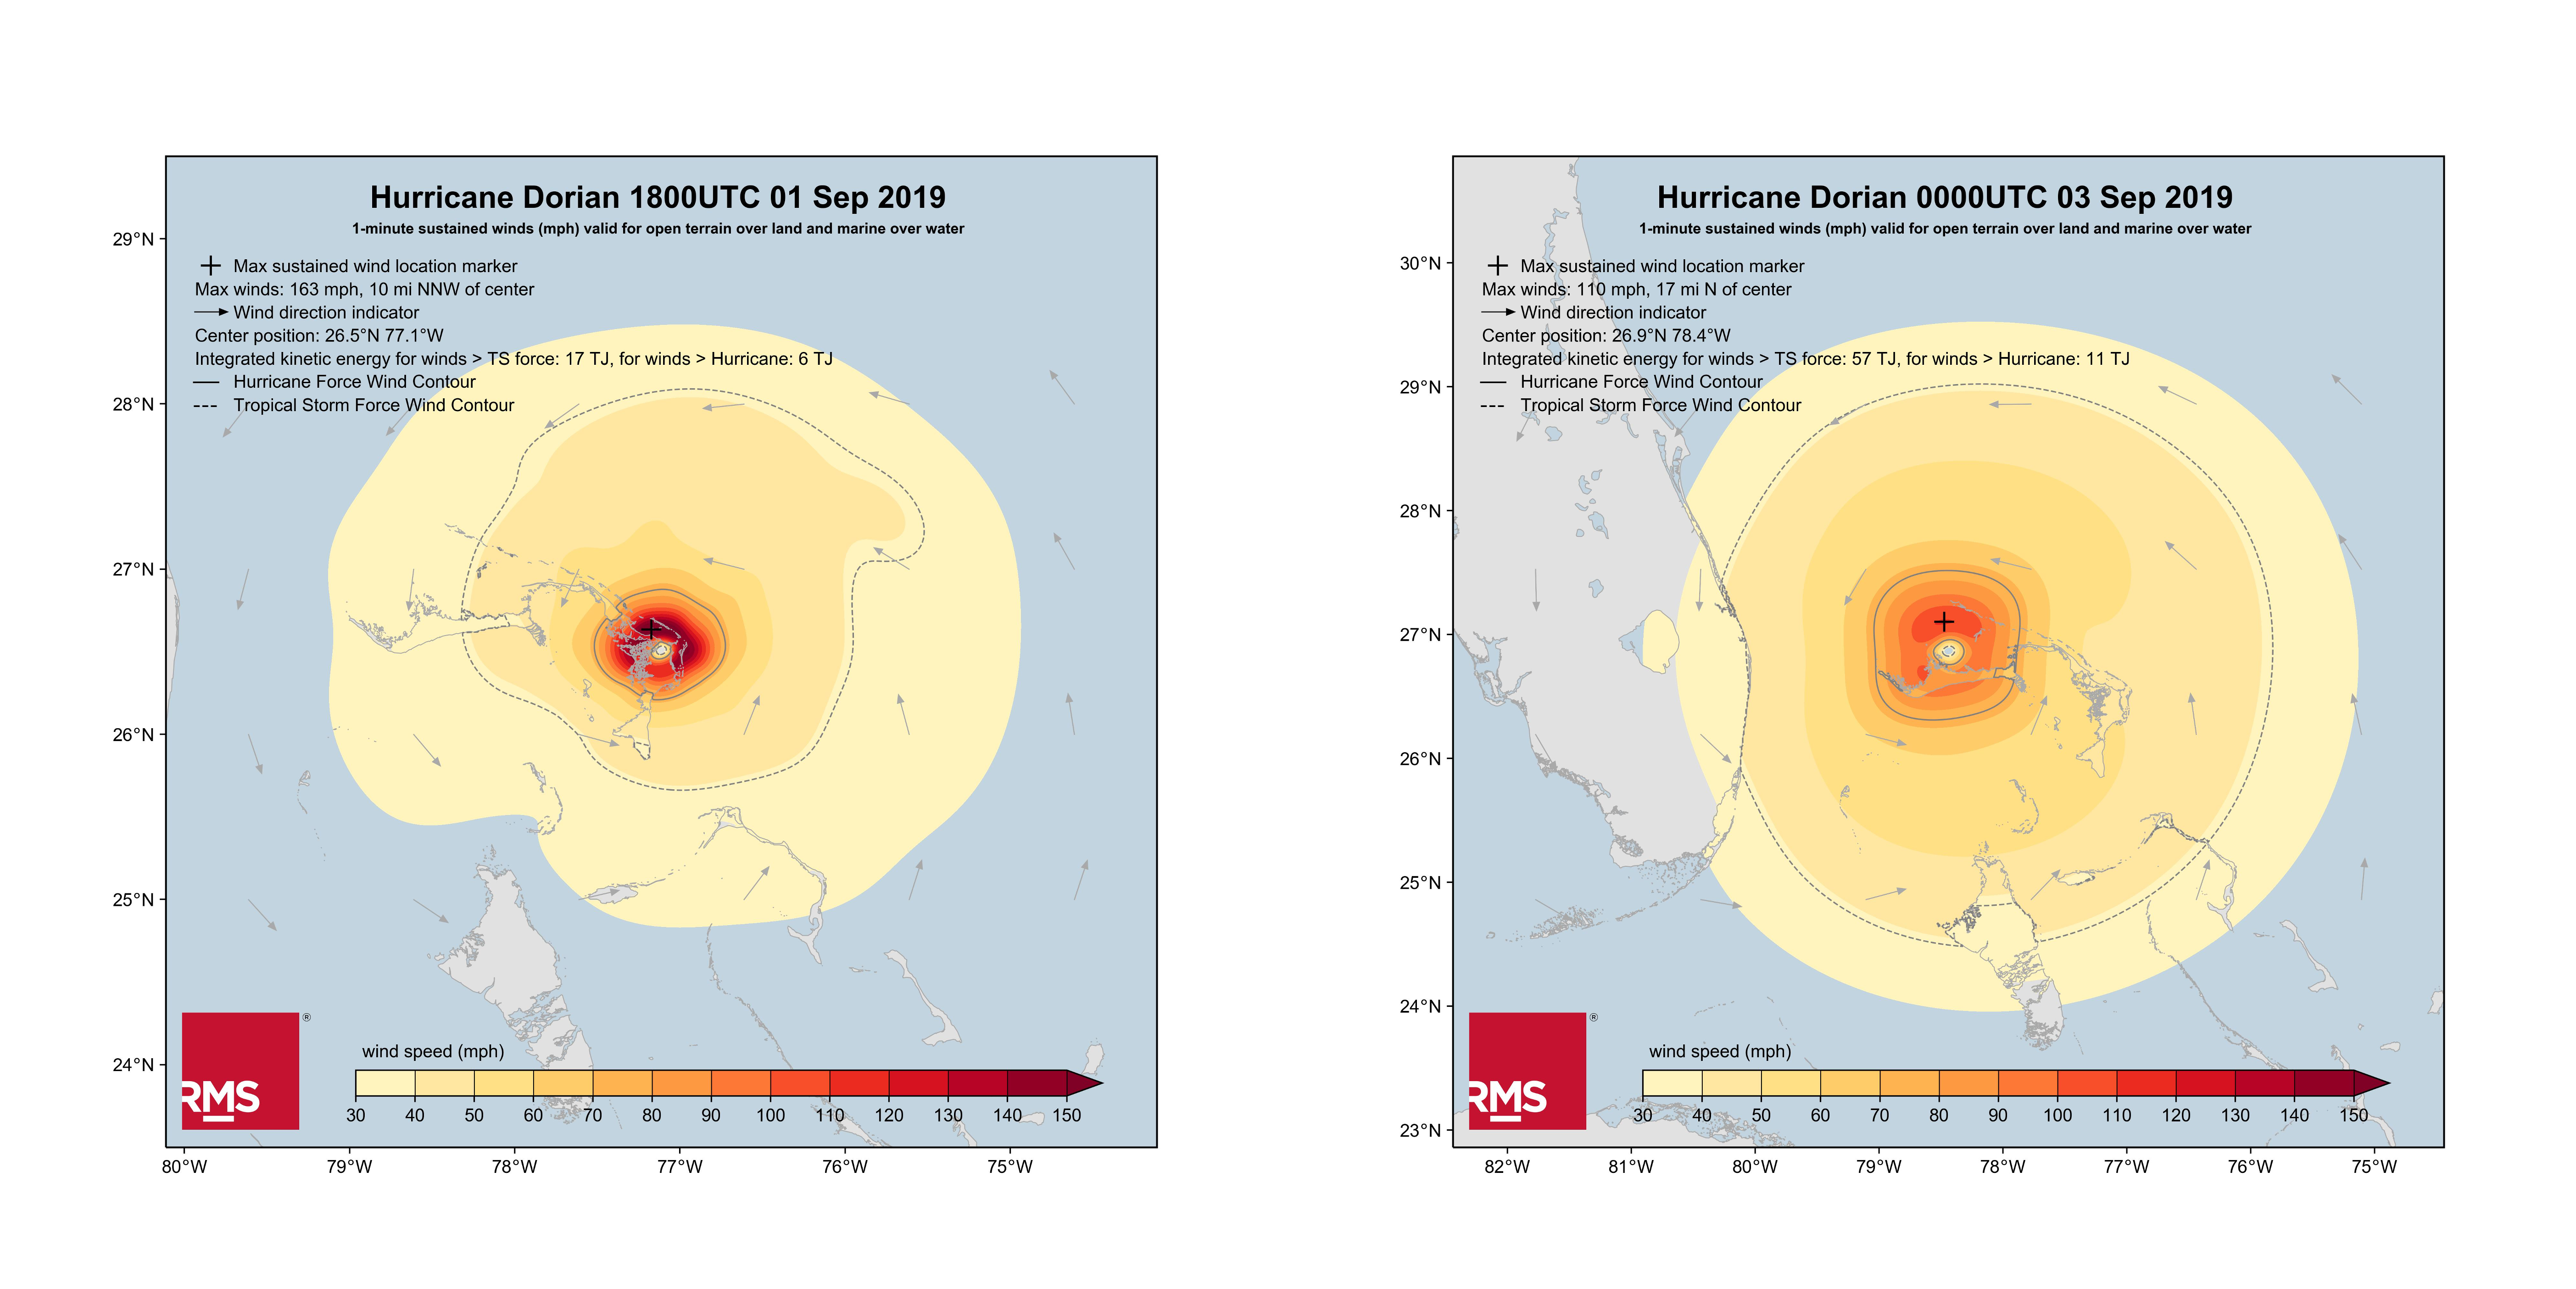 Hurricane Dorian 1800UTC 01 Sep 2019
1-minute sustained winds (mph) valid for open terrain over land and marine over water
Max sustained wind location marker
Max winds: 163 mph, 10 mi NNW of center
Wind direction indicator
Center position: 26.5°N 77.1°W
Integrated kinetic energy for winds > TS force: 17 TJ, for winds > Hurricane: 6 TJ
Hurricane Force Wind Contour
Tropical Storm Force Wind Contour
29°N
28°N
27°N
26°N
25°N
24°N
RMS ®
wind speed (mph)
30 40 50 60 70 80 90 100 110 120 130 140 150
80°W 79°W 78°W 77°W 76°W 75°W
Hurricane Dorian 0000UTC 03 Sep 2019
1-minute sustained winds (mph) valid for open terrain over land and marine over water
Max sustained wind location marker
Max winds: 110 mph, 17 mi N of center
Wind direction indicator
Center position: 26.9°N 78.4°W
Integrated kinetic energy for winds > TS force: 57 TJ, for winds > Hurricane: 11 TJ
Hurricane Force Wind Contour
Tropical Storm Force Wind Contour
30°N
29°N
28°N
27°N
26°N
25°N
24°N
23°N
RMS ®
wind speed (mph)
30 40 50 60 70 80 90 100 110 120 130 140 150
82°W 81°W 80°W 79°W 78°W 77°W 76°W 75°W